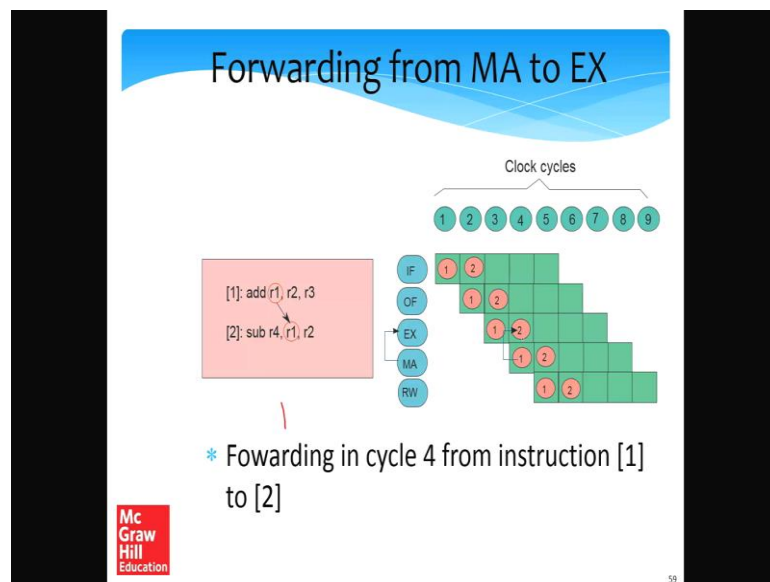 Forwarding from MA to EX
Clock cycles
1 2 3 4 5 6 7 8 9
[1]: add r1, r2, r3
[2]: sub r4, r1, r2
IF 1 2
OF 1 2
EX 1 2
MA 1 2
RW 1 2
* Fowarding in cycle 4 from instruction [1]
to [2]
Mc
Graw
Hill
Education
59